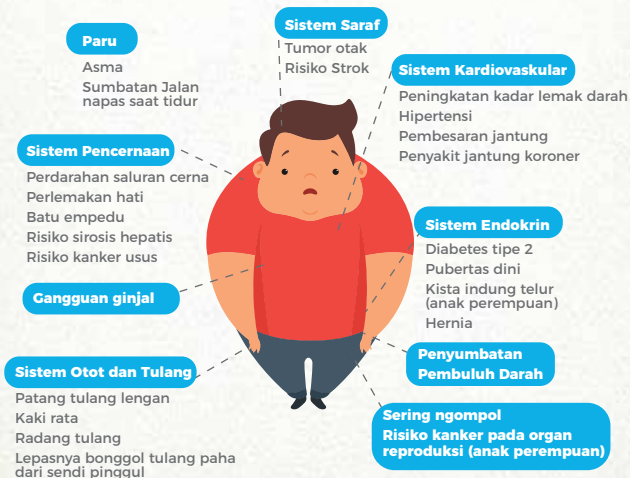 Paru
Asma
Sumbatan Jalan
napas saat tidur
Sistem Saraf
Tumor otak
Risiko Strok
Sistem Kardiovaskular
Peningkatan kadar lemak darah
Hipertensi
Pembesaran jantung
Penyakit jantung koroner
Sistem Pencernaan
Perdarahan saluran cerna
Perlemakan hati
Batu empedu
Risiko sirosis hepatis
Risiko kanker usus
Sistem Endokrin
Diabetes tipe 2
Pubertas dini
Kista indung telur
(anak perempuan)
Hernia
Gangguan ginjal
Penyumbatan
Pembuluh Darah
Sistem Otot dan Tulang
Patang tulang lengan
Kaki rata
Radang tulang
Lepasnya bonggol tulang paha
dari sendi pinggul
Sering ngompol
Risiko kanker pada organ
reproduksi (anak perempuan)